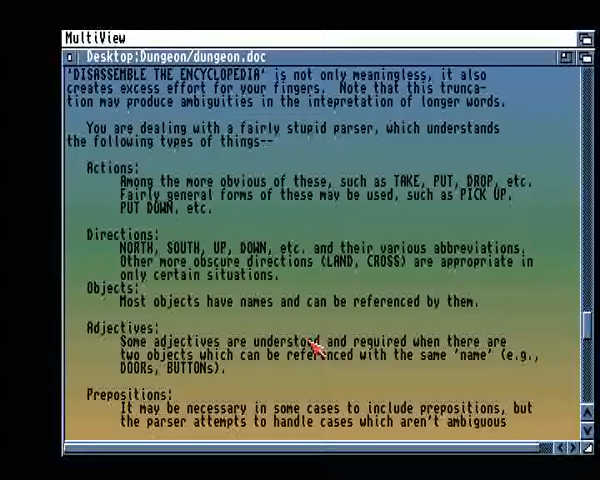 MultiView
Desktop:Dungeon/dungeon.doc
'DISASSEMBLE THE ENCYCLOPEDIA' is not only meaningless, it also
creates excess effort for your fingers.  Note that this trunca-
tion may produce ambiguities in the intepretation of longer words.
You are dealing with a fairly stupid parser, which understands
the following types of things--
Actions:
Among the more obvious of these, such as TAKE, PUT, DROP, etc.
Fairly general forms of these may be used, such as PICK UP,
PUT DOWN, etc.
Directions:
NORTH, SOUTH, UP, DOWN, etc. and their various abbreviations.
Other more obscure directions (LAND, CROSS) are appropriate in
only certain situations.
Objects:
Most objects have names and can be referenced by them.
Adjectives:
Some adjectives are understood and required when there are
two objects which can be referenced with the same 'name' (e.g.,
DOORs, BUTTONs).
Prepositions:
It may be necessary in some cases to include prepositions, but
the parser attempts to handle cases which aren't ambiguous